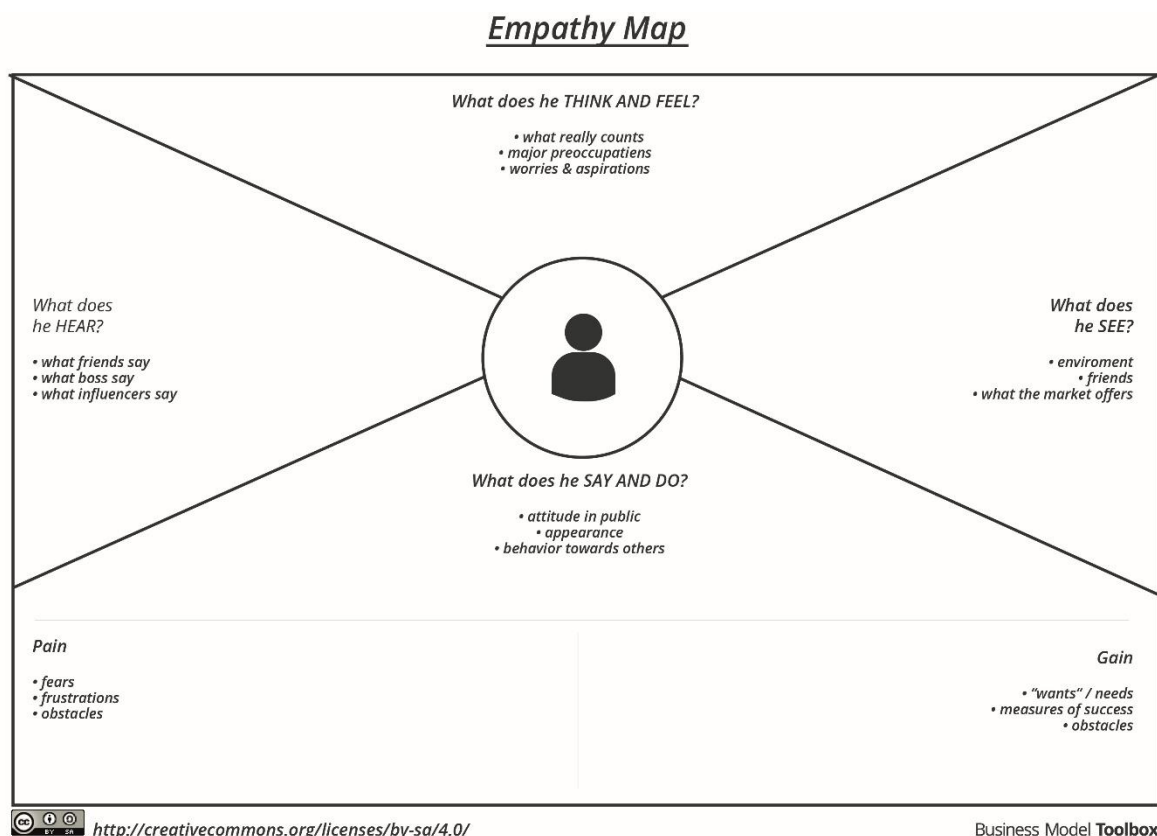 Empathy Map
What does he THINK AND FEEL?
• what really counts
• major preoccupatiens
• worries & aspirations
What does
he HEAR?
• what friends say
• what boss say
• what influencers say
What does
he SEE?
• enviroment
• friends
• what the market offers
What does he SAY AND DO?
• attitude in public
• appearance
• behavior towards others
Pain
• fears
• frustrations
• obstacles
Gain
• “wants” / needs
• measures of success
• obstacles
cc BY SA
http://creativecommons.org/licenses/by-sa/4.0/
Business Model Toolbox